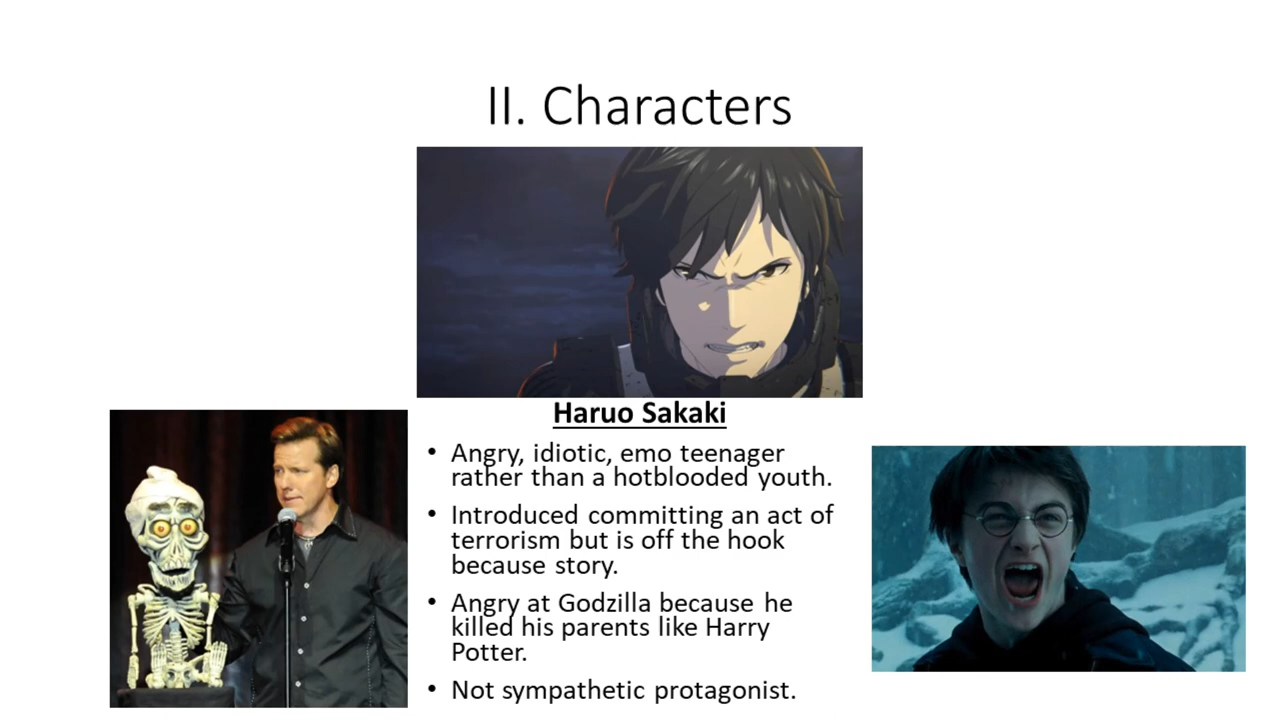 II. Characters
Haruo Sakaki
• Angry, idiotic, emo teenager
rather than a hotblooded youth.
• Introduced committing an act of
terrorism but is off the hook
because story.
• Angry at Godzilla because he
killed his parents like Harry
Potter.
• Not sympathetic protagonist.